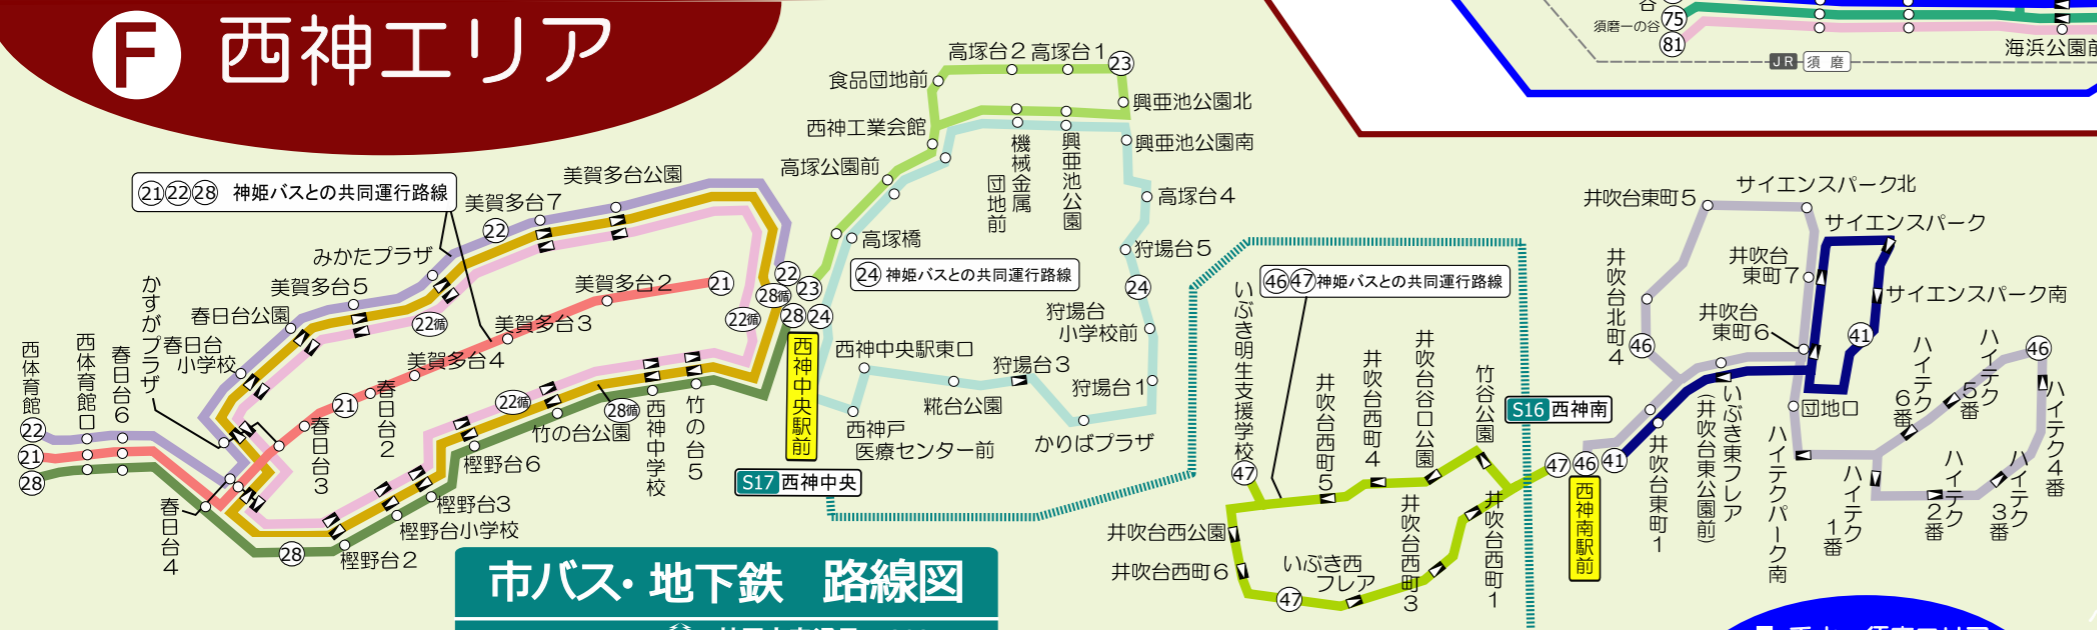 F 西神エリア
谷
75
須磨一の谷
81
海浜公園前
JR 須磨
高塚台2
高塚台1
23
食品団地前
興亜池公園北
西神工業会館
興亜池公園南
機械金属団地前
興亜池公園
高塚公園前
高塚台4
高塚橋
狩場台5
24 神姫バスとの共同運行路線
24
狩場台小学校前
西神中央駅東口
狩場台3
狩場台1
糀台公園
西神戸医療センター前
かりばプラザ
21 22 28 神姫バスとの共同運行路線
美賀多台公園
美賀多台7
22
みかたプラザ
美賀多台5
春日台公園
かすがプラザ
春日台小学校
22循
美賀多台2
21
美賀多台3
美賀多台4
春日台2
21
春日台3
西体育館
西体育館口
春日台6
22
21
28
春日台4
28
樫野台2
樫野台小学校
樫野台3
樫野台6
22循
竹の台公園
28循
西神中学校
竹の台5
22
23
28循
28
24
22循
西神中央駅前
S17 西神中央
46 47 神姫バスとの共同運行路線
いぶき明生支援学校
47
井吹台西町5
井吹台西町4
井吹台谷口公園
竹谷公園
S16 西神南
井吹台西公園
井吹台西町6
47
いぶき西フレア
井吹台西町3
井吹台西町1
47
46
41
西神南駅前
井吹台東町5
サイエンスパーク北
サイエンスパーク
井吹台東町7
井吹台北町4
サイエンスパーク南
井吹台東町6
41
46
団地口
井吹台東町1
いぶき東フレア
(井吹台東公園前)
ハイテクパーク南
ハイテク1番
ハイテク2番
ハイテク3番
ハイテク4番
ハイテク5番
ハイテク6番
46
市バス・地下鉄 路線図